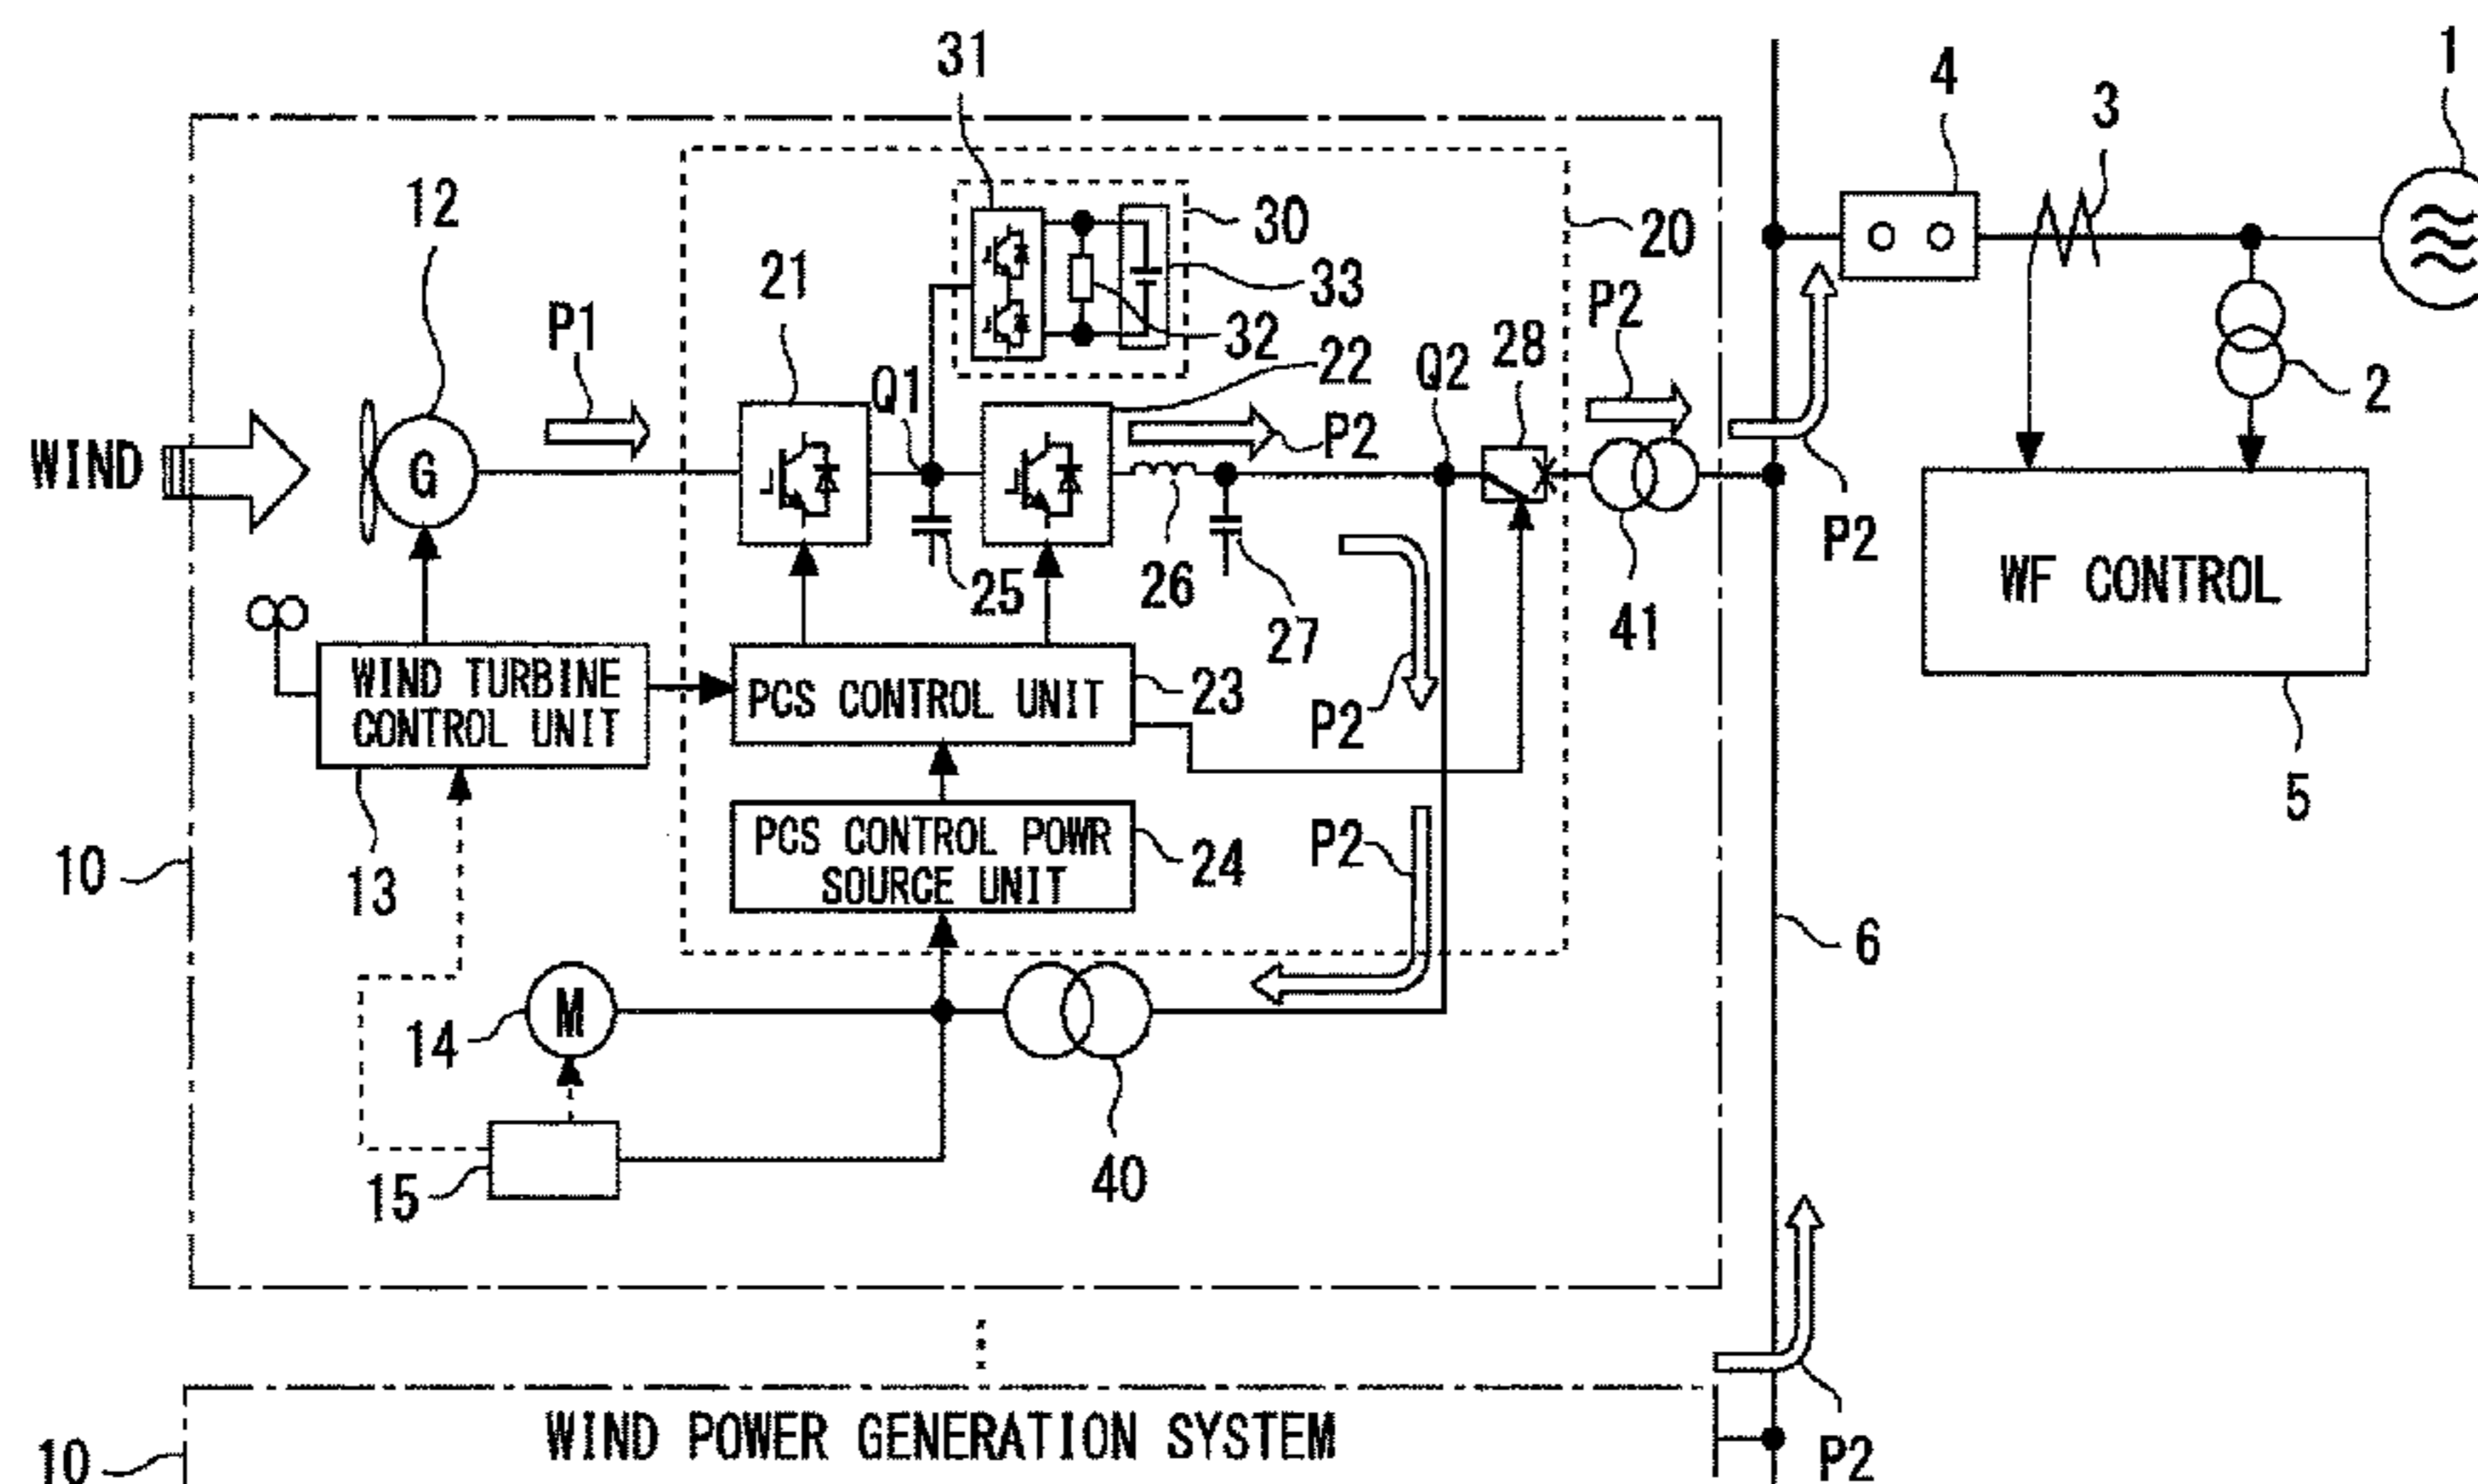 31
4
3
1
12
30
20
21
33
P1
32
P2
28
Q1
22
Q2
2
WIND
G
P2
P2
25
26
27
41
WF CONTROL
WIND TURBINE
CONTROL UNIT
PCS CONTROL UNIT
23
P2
5
PCS CONTROL POWR
SOURCE UNIT
24
P2
10
13
6
14
M
15
40
WIND POWER GENERATION SYSTEM
10
P2